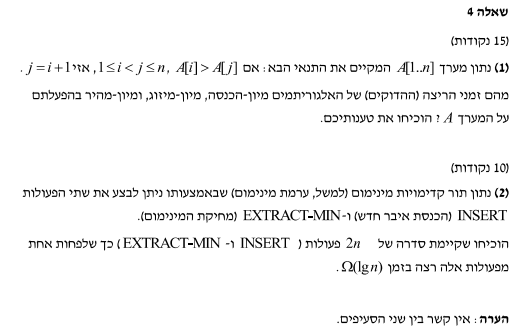 שאלה 4
(15 נקודות)
(1) נתון מערך A[1..n] המקיים את התנאי הבא: אם A[i] > A[j] , 1 ≤ i < j ≤ n, אזי j = i + 1 .
מהם זמני הריצה (ההדוקים) של האלגוריתמים מיון-הכנסה, מיון-מיזוג, ומיון-מהיר בהפעלתם
על המערך A ? הוכיחו את טענותיכם.
(10 נקודות)
(2) נתון תור קדימויות מינימום (למשל, ערמת מינימום) שבאמצעותו ניתן לבצע את שתי הפעולות
INSERT (הכנסת איבר חדש) ו-EXTRACT-MIN (מחיקת המינימום).
הוכיחו שקיימת סדרה של 2n פעולות ( INSERT ו- EXTRACT-MIN ) כך שלפחות אחת
מפעולות אלה רצה בזמן Ω(lg n) .
הערה : אין קשר בין שני הסעיפים.